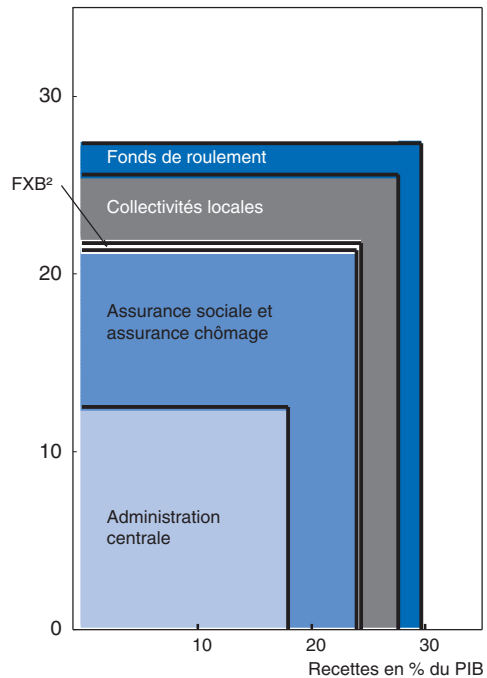 30
Fonds de roulement
FXB²
Collectivités locales
20
Assurance sociale et
assurance chômage
10
Administration
centrale
0
10 20 30
Recettes en % du PIB